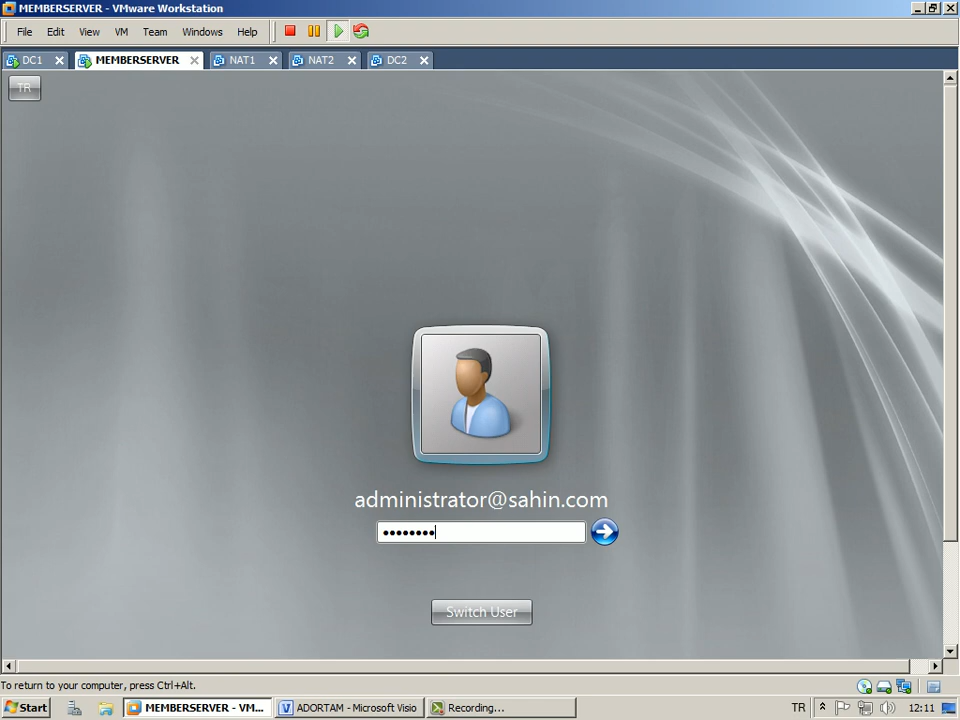 MEMBERSERVER - VMware Workstation
File Edit View VM Team Windows Help
DC1 MEMBERSERVER NAT1 NAT2 DC2
TR
administrator@sahin.com
Switch User
To return to your computer, press Ctrl+Alt.
Start MEMBERSERVER - VM... ADORTAM - Microsoft Visio Recording... TR 12:11